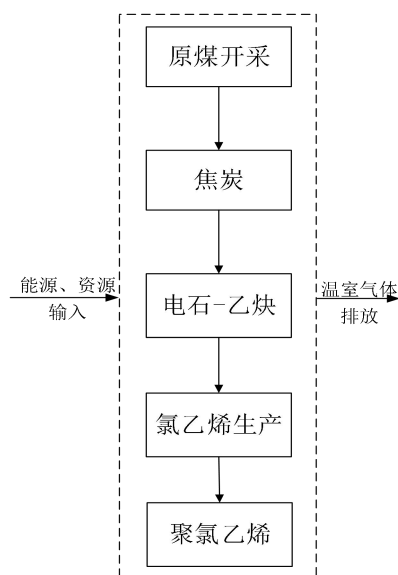 原煤开采
焦炭
能源、资源
输入
电石-乙炔
温室气体
排放
氯乙烯生产
聚氯乙烯